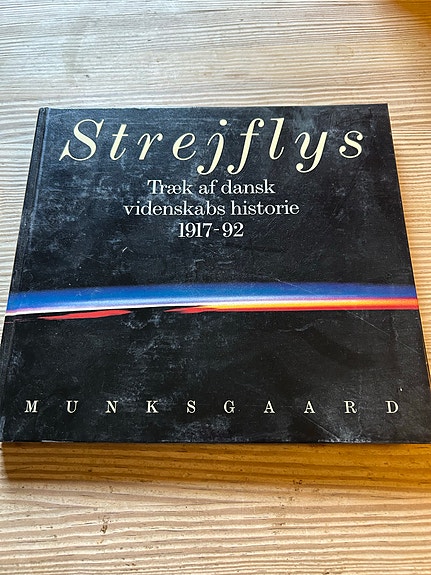 Strejflys
Træk af dansk
videnskabs historie
1917-92
MUNKSGAARD